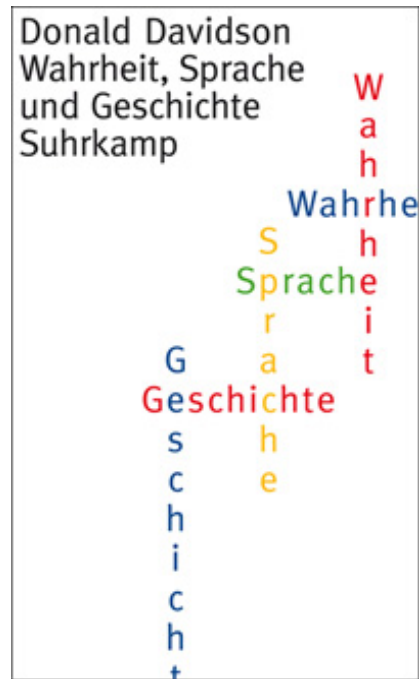 Donald Davidson
Wahrheit, Sprache
und Geschichte
Suhrkamp
Wahrheit
Wahrhe
Sprache
Sprache
Geschicht
Geschichte